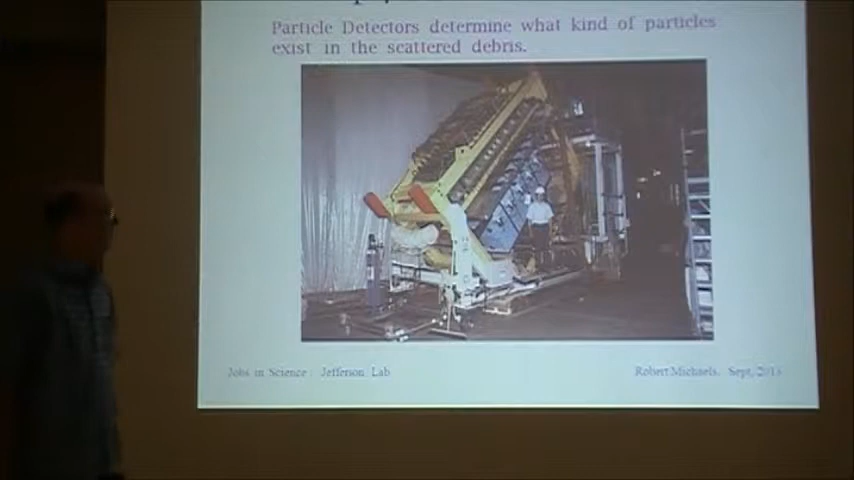 Particle Detectors determine what kind of particles
exist in the scattered debris.
Jobs in Science : Jefferson Lab
Robert Michaels. Sept, 2013